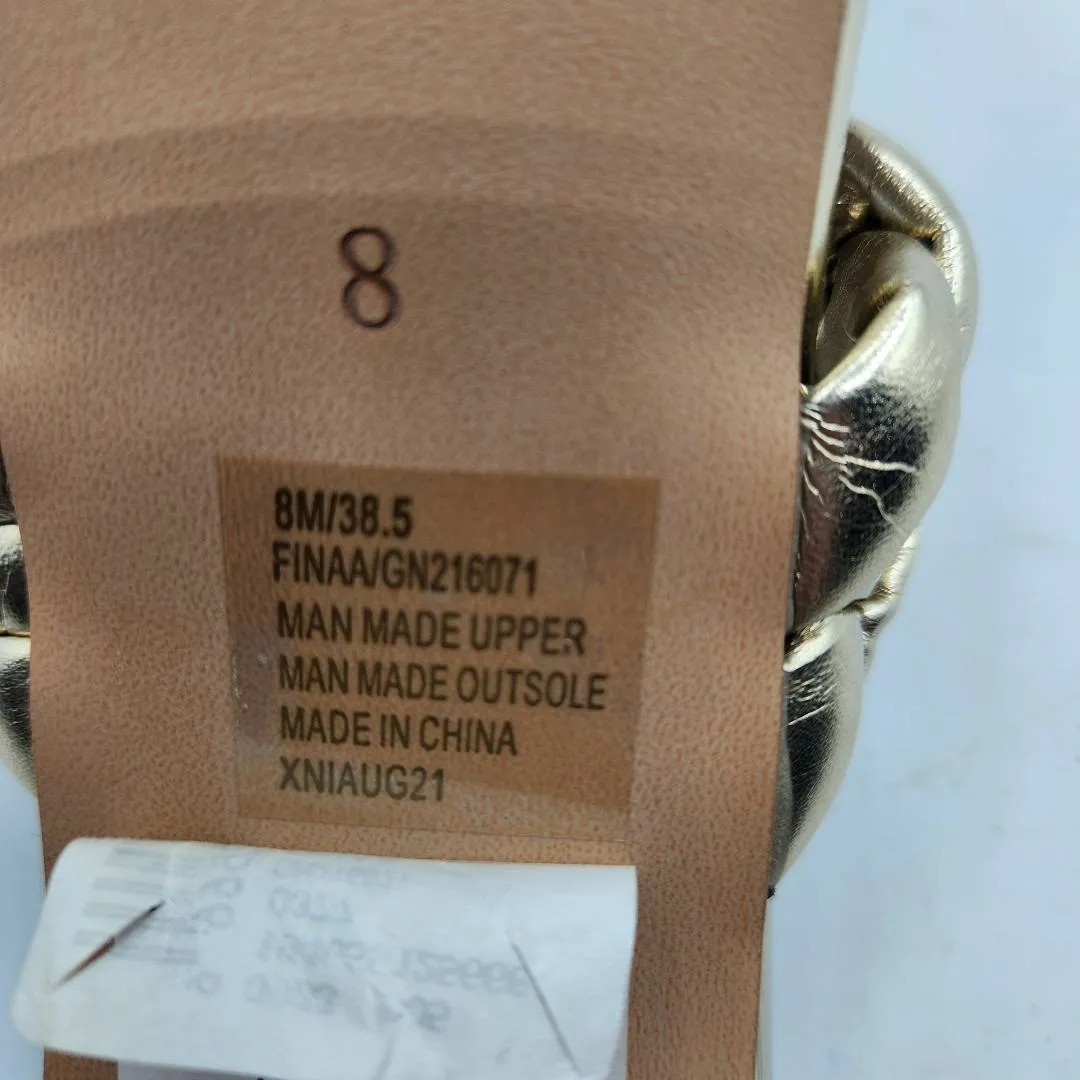 8
8M/38.5
FINAA/GN216071
MAN MADE UPPER
MAN MADE OUTSOLE
MADE IN CHINA
XNIAUG21